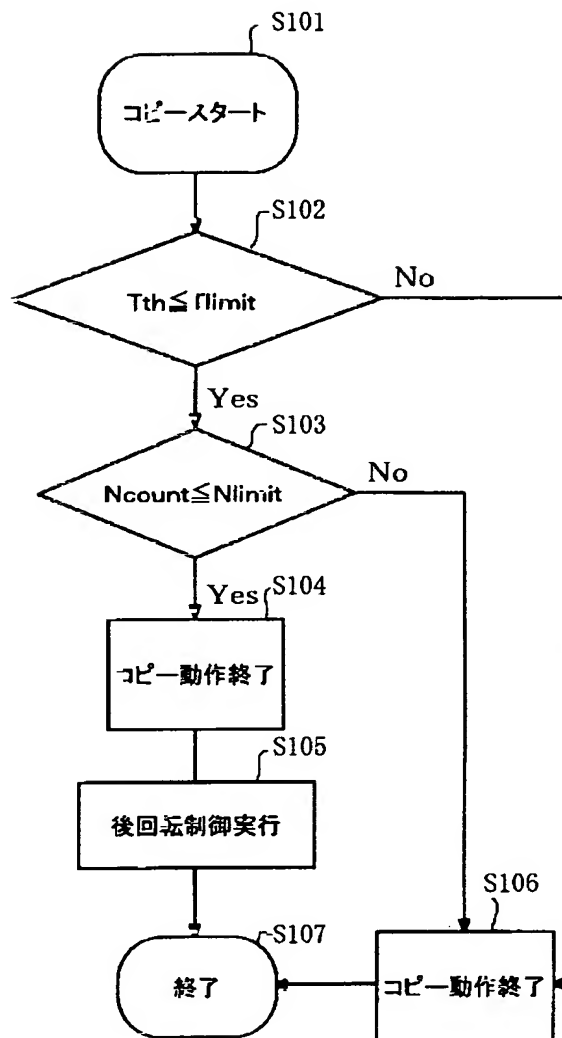 S101
コピースタート
S102
Tth≦Tlimit
No
Yes
S103
Ncount≦Nlimit
No
Yes
S104
コピー動作終了
S105
後回転制御実行
S106
コピー動作終了
S107
終了